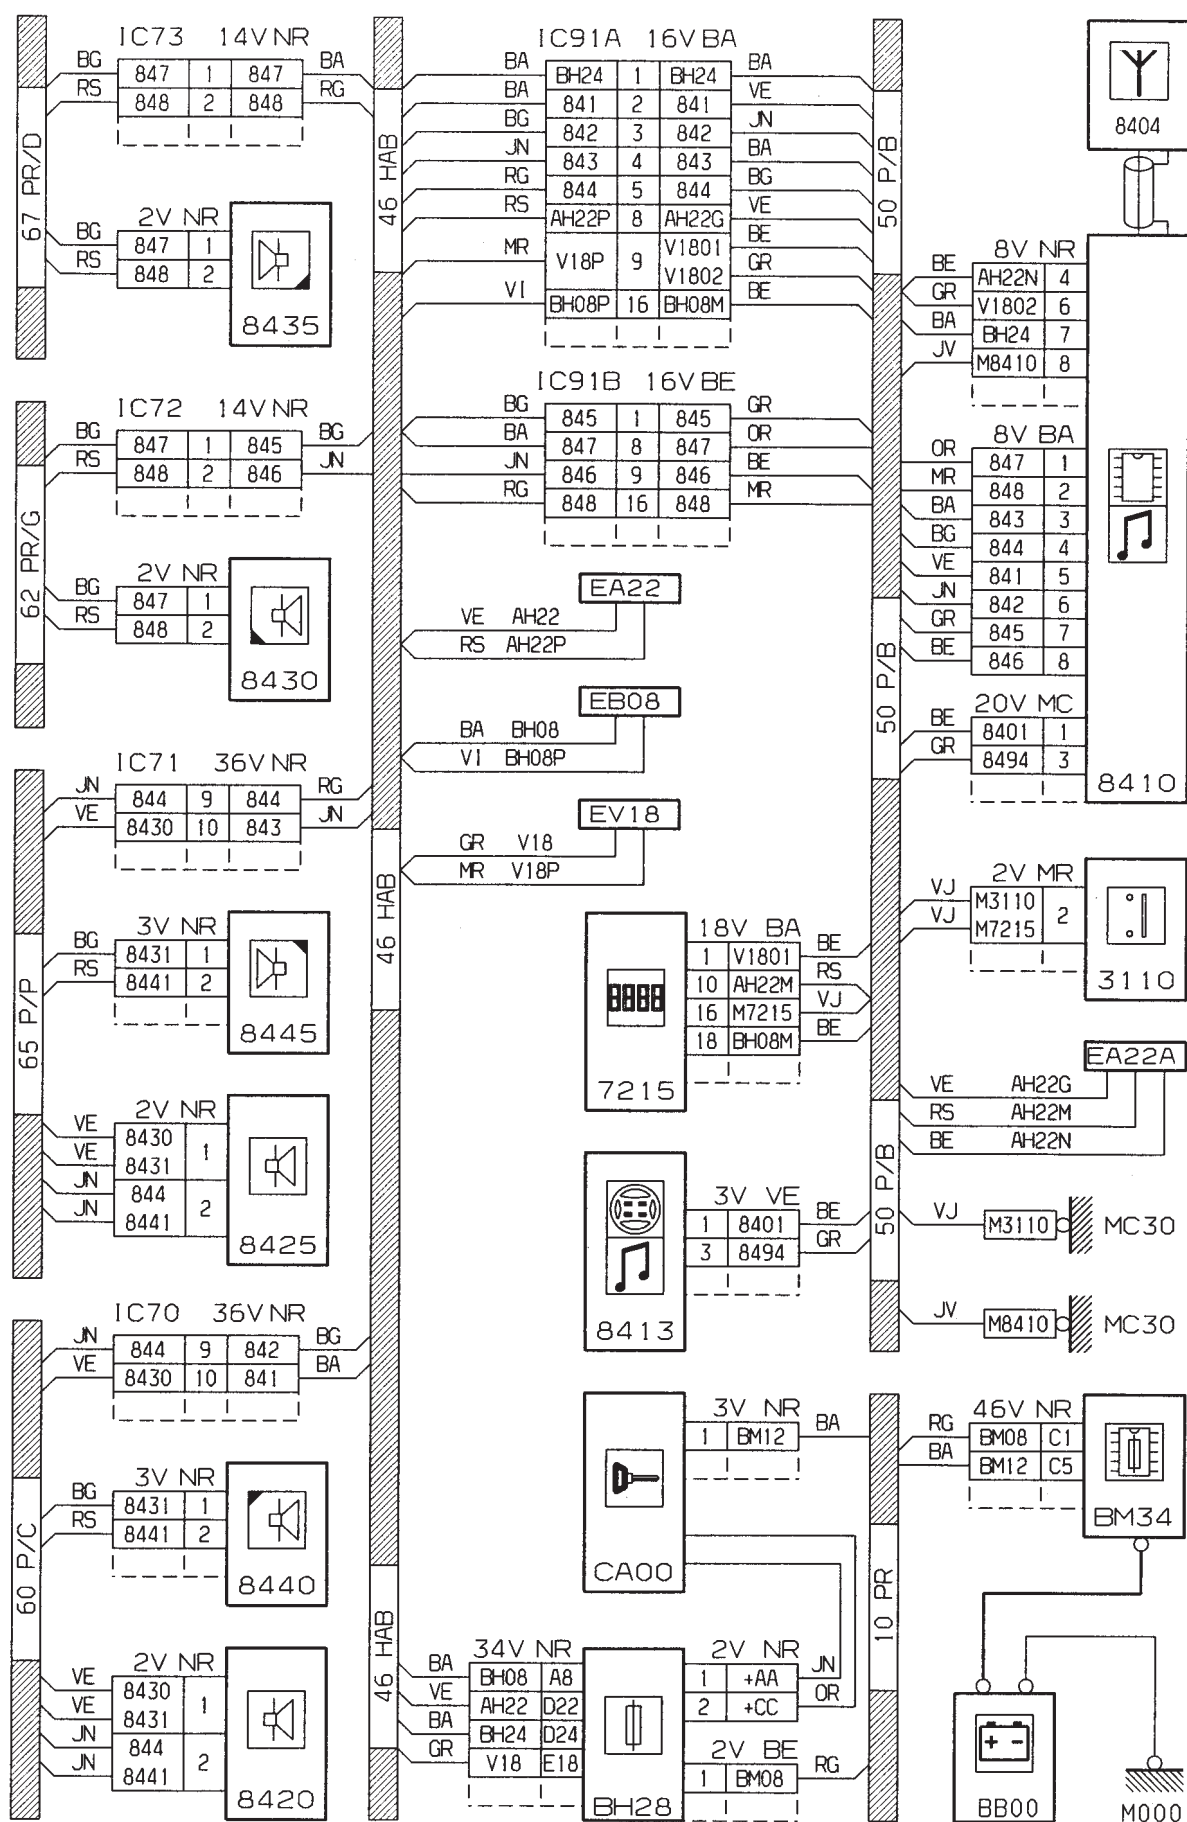 IC73 14V NR
BG 847 1 847 BA
RS 848 2 848 RG
67 PR/D
2V NR
BG 847 1
RS 848 2
8435
IC72 14V NR
BG 847 1 845 BG
RS 848 2 846 JN
62 PR/G
2V NR
BG 847 1
RS 848 2
8430
IC71 36V NR
JN 844 9 844 RG
VE 8430 10 843 JN
65 P/P
3V NR
BG 8431 1
RS 8441 2
8445
2V NR
VE 8430 1
VE 8431
JN 844 2
JN 8441
8425
IC70 36V NR
JN 844 9 842 BG
VE 8430 10 841 BA
60 P/C
3V NR
BG 8431 1
RS 8441 2
8440
2V NR
VE 8430 1
VE 8431
JN 844 2
JN 8441
8420
46 HAB
46 HAB
46 HAB
IC91A 16V BA
BA BH24 1 BH24 BA
BA 841 2 841 VE
BG 842 3 842 JN
JN 843 4 843 BA
RG 844 5 844 BG
RS AH22P 8 AH22G VE
MR V18P 9 V1801 BE
V1802 GR
VI BH08P 16 BH08M BE
IC91B 16V BE
BG 845 1 845 GR
BA 847 8 847 OR
JN 846 9 846 BE
RG 848 16 848 MR
EA22
VE AH22
RS AH22P
EB08
BA BH08
VI BH08P
EV18
GR V18
MR V18P
18V BA
1 V1801 BE
10 AH22M RS
16 M7215 VJ
18 BH08M BE
7215
3V VE
1 8401 BE
3 8494 GR
8413
3V NR
1 BM12 BA
CA00
34V NR
BA BH08 A8
VE AH22 D22
BA BH24 D24
GR V18 E18
2V NR
1 +AA JN
2 +CC OR
2V BE
1 BM08 RG
BH28
50 P/B
50 P/B
50 P/B
10 PR
8404
8V NR
BE AH22N 4
GR V1802 6
BA BH24 7
JV M8410 8
8V BA
OR 847 1
MR 848 2
BA 843 3
BG 844 4
VE 841 5
JN 842 6
GR 845 7
BE 846 8
20V MC
BE 8401 1
GR 8494 3
8410
2V MR
VJ M3110 2
VJ M7215
3110
EA22A
VE AH22G
RS AH22M
BE AH22N
VJ M3110 MC30
JV M8410 MC30
46V NR
RG BM08 C1
BA BM12 C5
BM34
+ -
BB00
M000